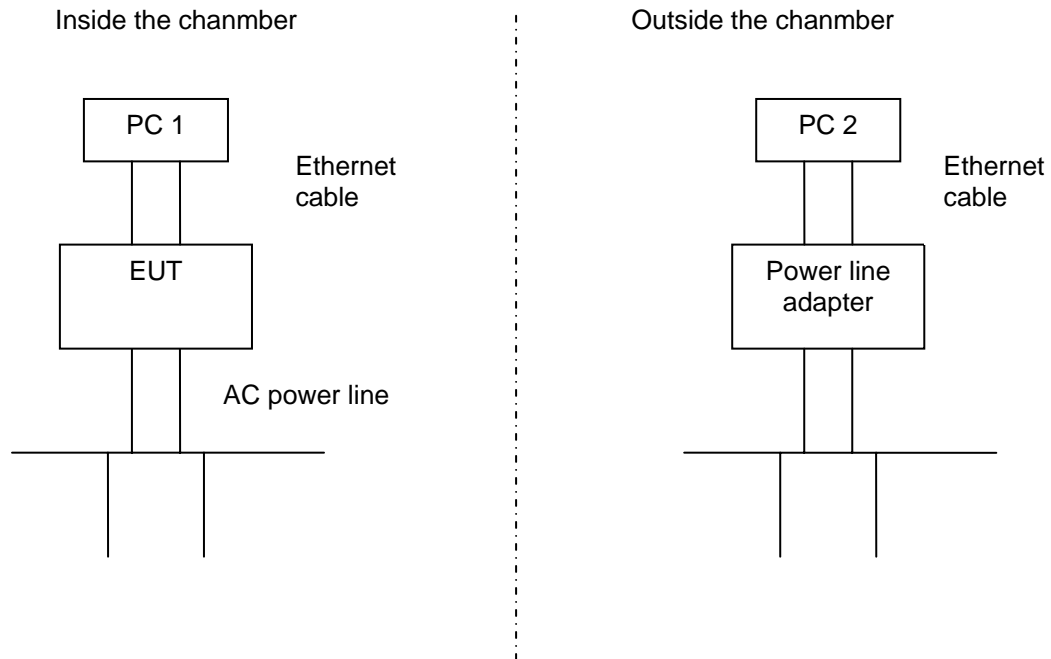 Inside the chanmber
Outside the chanmber
PC 1
Ethernet
cable
EUT
AC power line
PC 2
Ethernet
cable
Power line
adapter